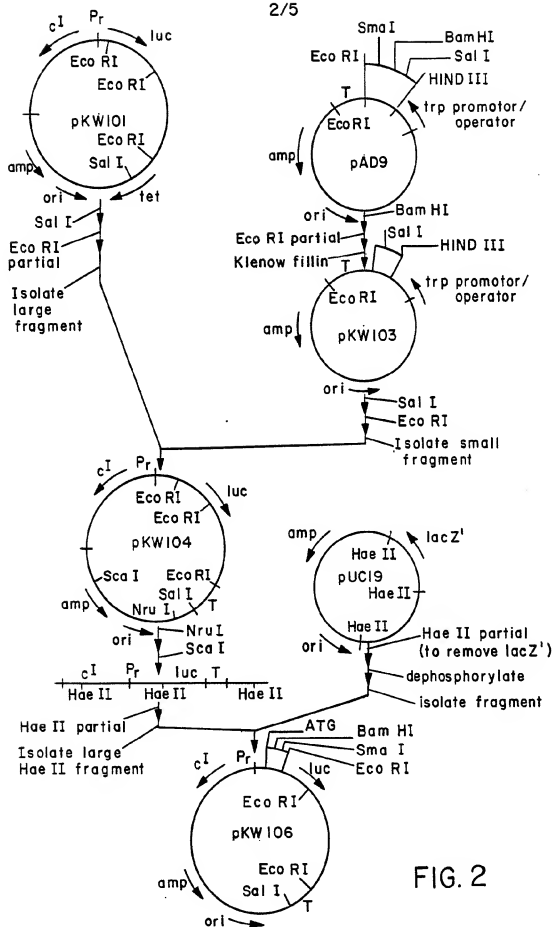 2/5
cI
Pr
luc
Eco RI
Eco RI
Eco RI
pKW101
Sal I
amp
ori
tet
Sal I
Eco RI
partial
Isolate
large
fragment
Sma I
Bam HI
Eco RI
Sal I
HIND III
T
EcoRI
trp promotor/
operator
amp
pAD9
ori
Bam HI
Eco RI partial
Klenow fillin
Sal I
HIND III
T
EcoRI
trp promotor/
operator
amp
pKW103
ori
Sal I
Eco RI
Isolate small
fragment
cI
Pr
luc
Eco RI
Eco RI
pKW104
Sca I
Eco RI
Sal I
T
amp
Nru I
ori
Nru I
Sca I
amp
lacZ'
Hae II
pUC19
Hae II
Hae II
ori
Hae II partial
(to remove lacZ')
dephosphorylate
isolate fragment
cI Pr luc T
Hae II Hae II Hae II
Hae II partial
Isolate large
Hae II fragment
ATG
Bam HI
Sma I
Eco RI
cI
Pr
luc
Eco RI
pKW106
Eco RI
Sal I
T
amp
ori
FIG. 2